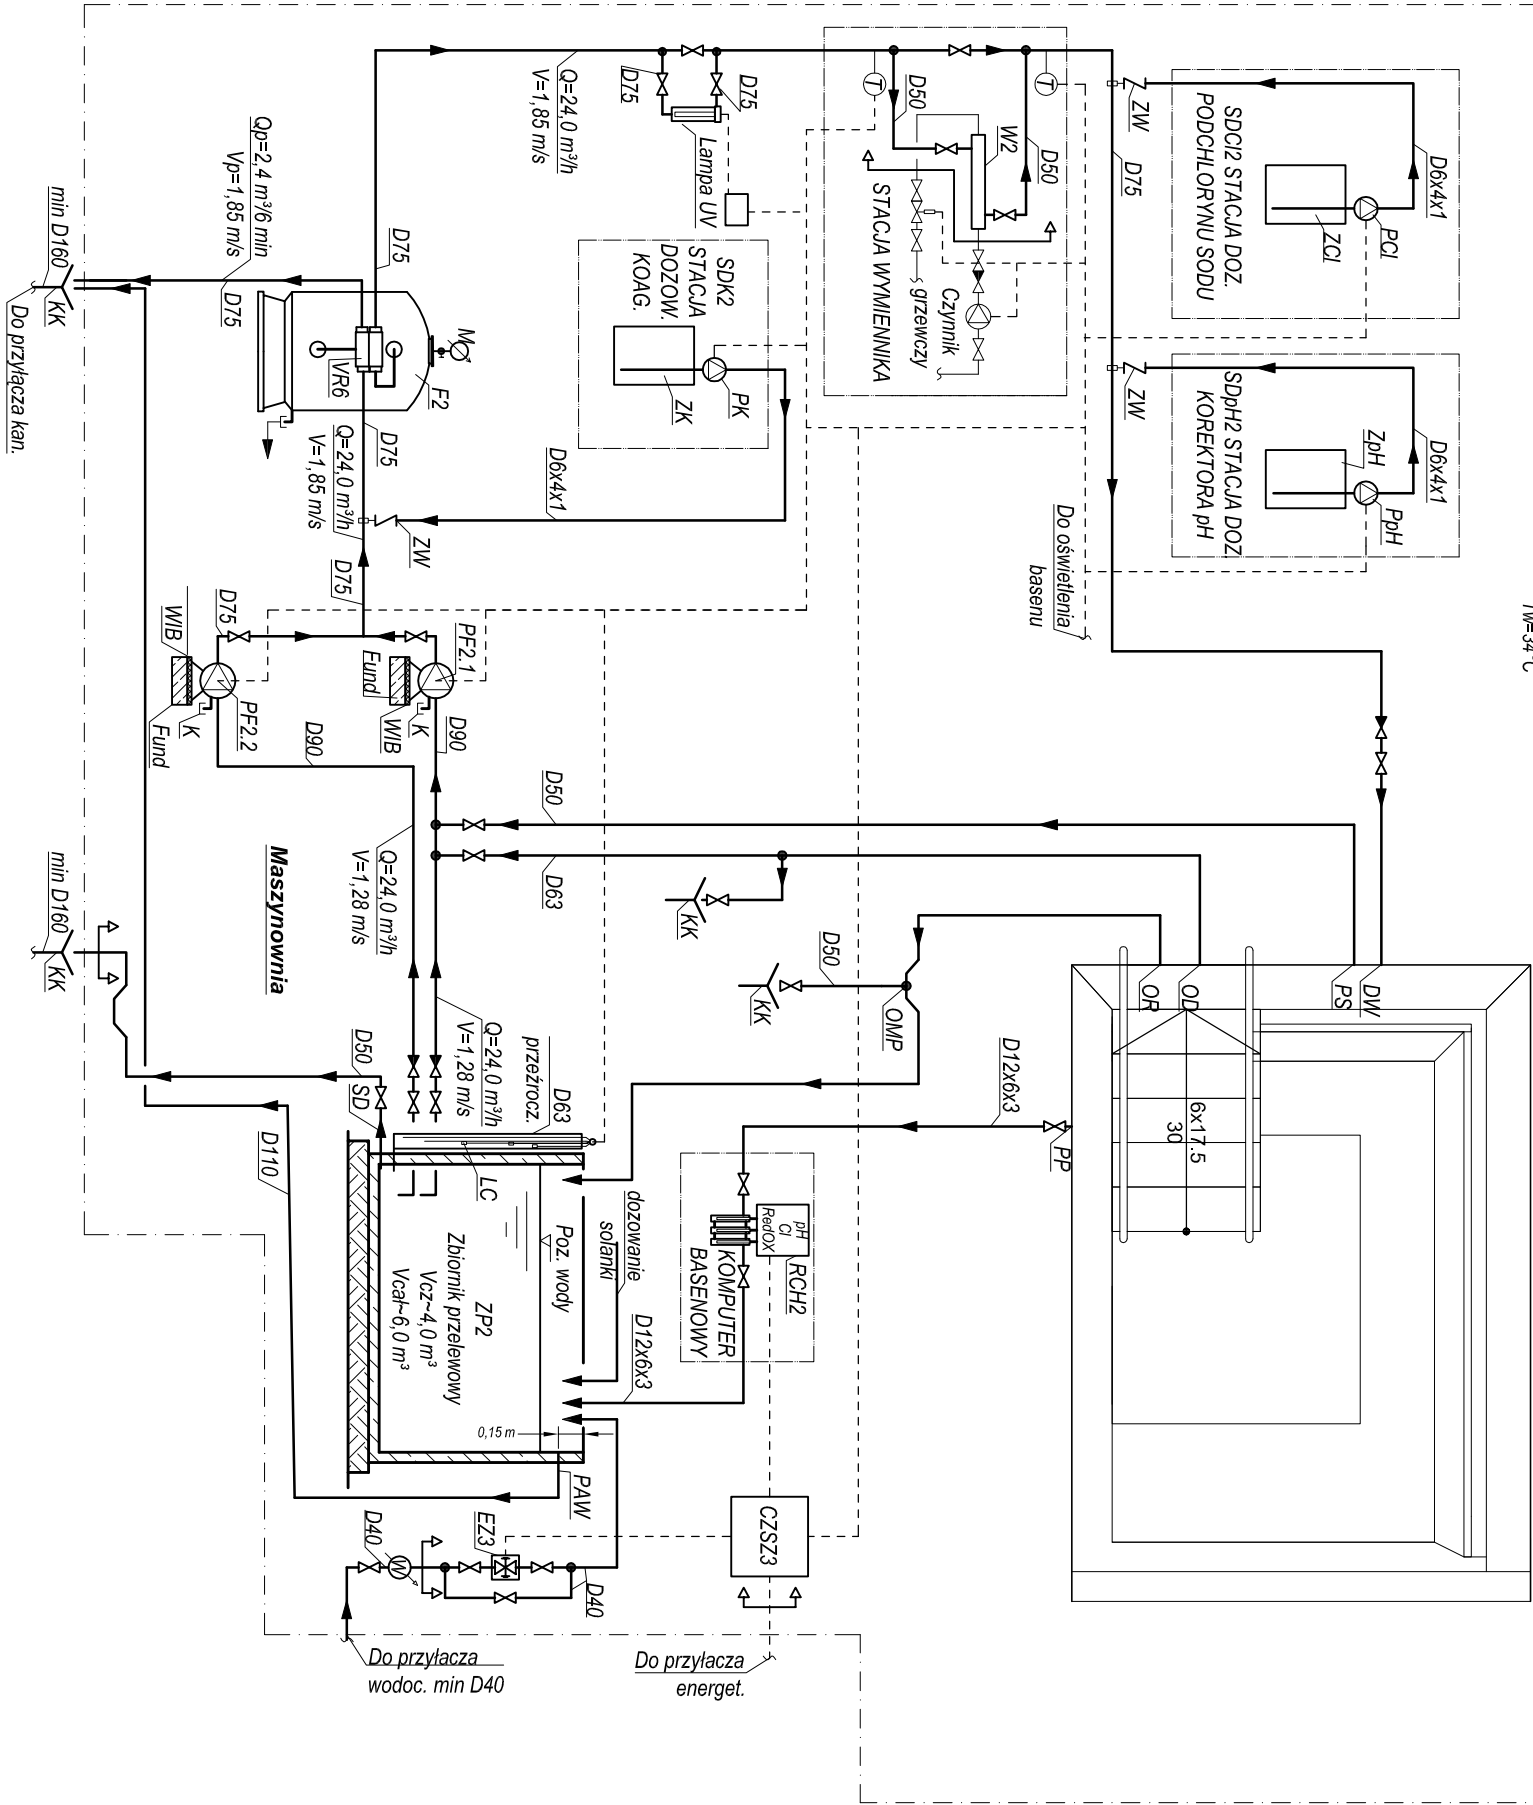 D75
D75
Q=24,0 m³/h
V=1,85 m/s
Lampa UV
T
D50
W2
T
D50
STACJA WYMIENNIKA
Czynnik
grzewczy
ZW
D75
SDCl2 STACJA DOZ.
PODCHLORYNU SODU
ZCl
PCl
D6x4x1
SDpH2 STACJA DOZ.
KOREKTORA pH
ZpH
PpH
D6x4x1
ZW
Do oświetlenia
basenu
Tw=34°C
min D160
KK
Do przyłącza kan.
Qp=2,4 m³/6 min
Vp=1,85 m/s
D75
D75
VR6
F2
M
D75
Q=24,0 m³/h
V=1,85 m/s
SDK2
STACJA
DOZOW.
KOAG.
ZK
PK
D6x4x1
ZW
D75
D75
WIB
Fund
K
PF2.2
D90
PF2.1
Fund
WIB
K
D90
D50
D63
Q=24,0 m³/h
V=1,28 m/s
Maszynownia
min D160
KK
KK
D50
KK
OMP
OR
OD
PS
DW
6x17.5
30
PP
D12x6x3
Q=24,0 m³/h
V=1,28 m/s
D63
przeźrocz.
D50
SD
D110
LC
ZP2
Zbiornik przelewowy
Vcz~4,0 m³
Vcał~6,0 m³
Poz. wody
dozowanie
solanki
pH
Cl
RedOX
RCH2
KOMPUTER
BASENOWY
D12x6x3
0,15 m
PAW
D40
W
EZ3
D40
CZSZ3
Do przyłacza
wodoc. min D40
Do przyłacza
energet.